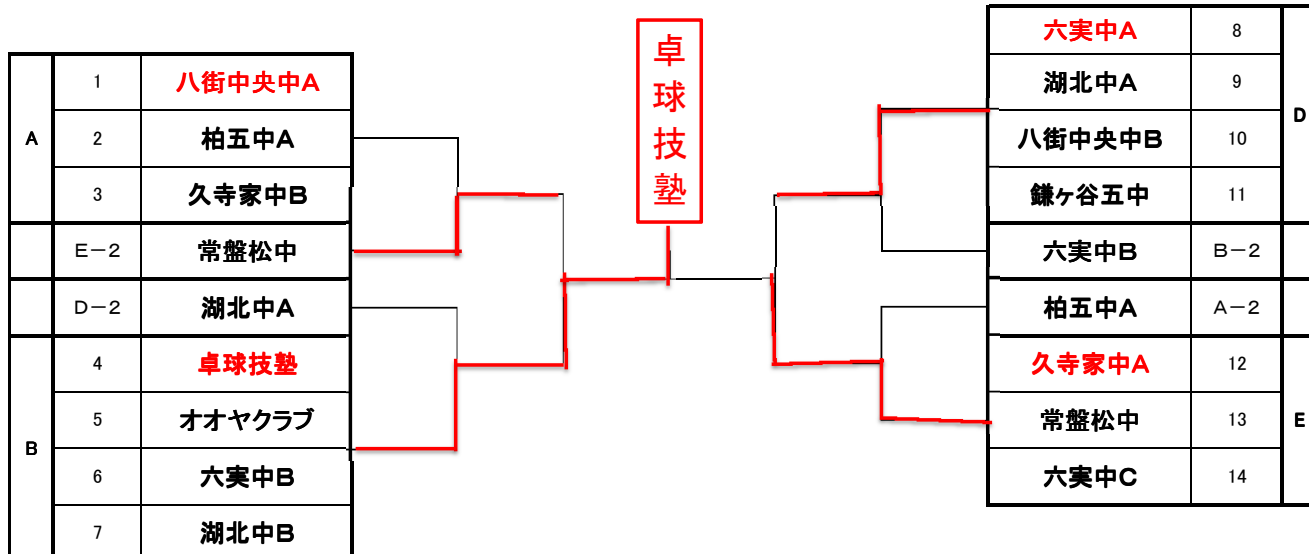 A
1 八街中央中A
2 柏五中A
3 久寺家中B
E-2 常盤松中
D-2 湖北中A
B
4 卓球技塾
5 オオヤクラブ
6 六実中B
7 湖北中B
卓球技塾
六実中A 8
湖北中A 9
八街中央中B 10
鎌ヶ谷五中 11
D
六実中B B-2
柏五中A A-2
久寺家中A 12
常盤松中 13
六実中C 14
E